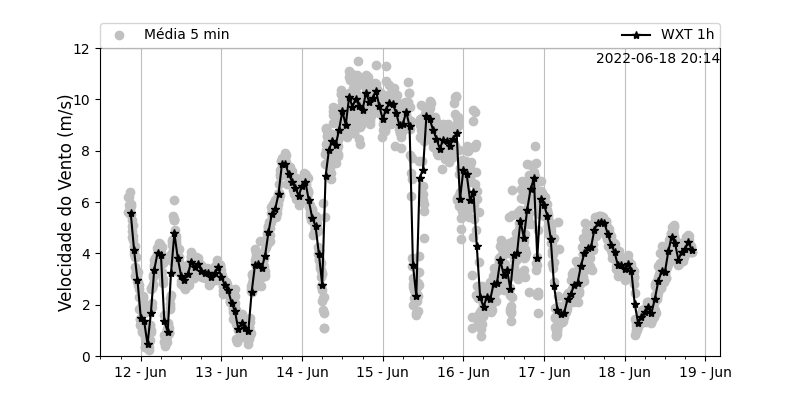 Média 5 min
WXT 1h
2022-06-18 20:14
Velocidade do Vento (m/s)
12
10
8
6
4
2
0
12 - Jun 13 - Jun 14 - Jun 15 - Jun 16 - Jun 17 - Jun 18 - Jun 19 - Jun